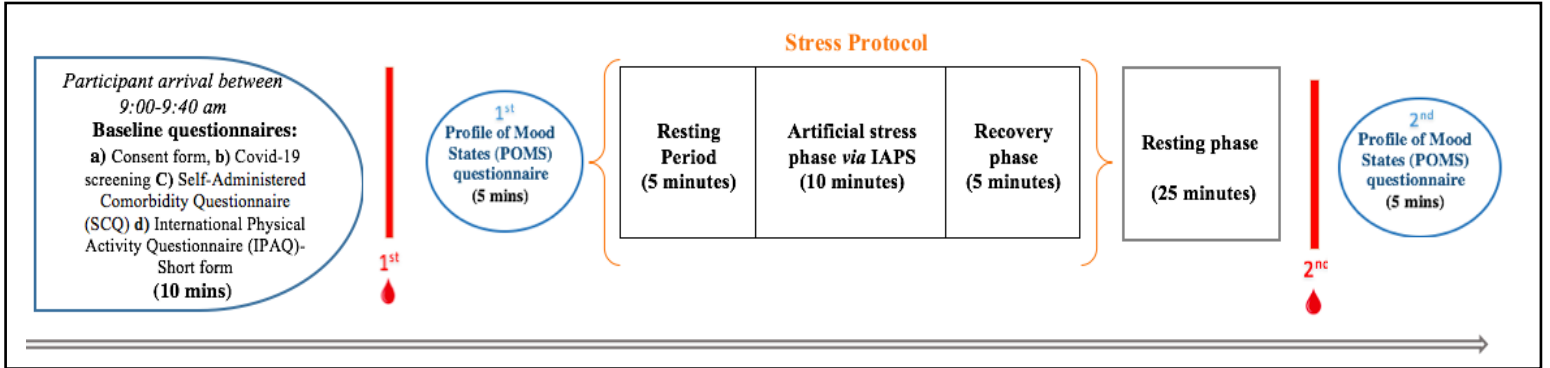 Stress Protocol
Participant arrival between
9:00-9:40 am
Baseline questionnaires:
a) Consent form, b) Covid-19
screening C) Self-Administered
Comorbidity Questionnaire
(SCQ) d) International Physical
Activity Questionnaire (IPAQ)-
Short form
(10 mins)
1st
1st
Profile of Mood
States (POMS)
questionnaire
(5 mins)
Resting
Period
(5 minutes)
Artificial stress
phase via IAPS
(10 minutes)
Recovery
phase
(5 minutes)
Resting phase
(25 minutes)
2nd
2nd
Profile of Mood
States (POMS)
questionnaire
(5 mins)